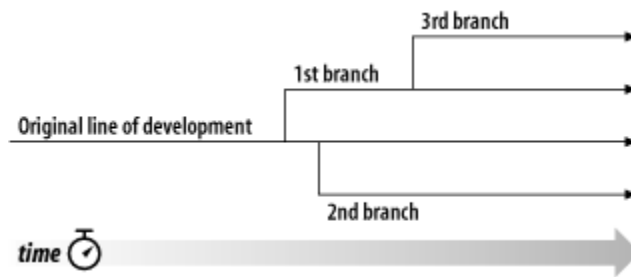 3rd branch
1st branch
Original line of development
2nd branch
time